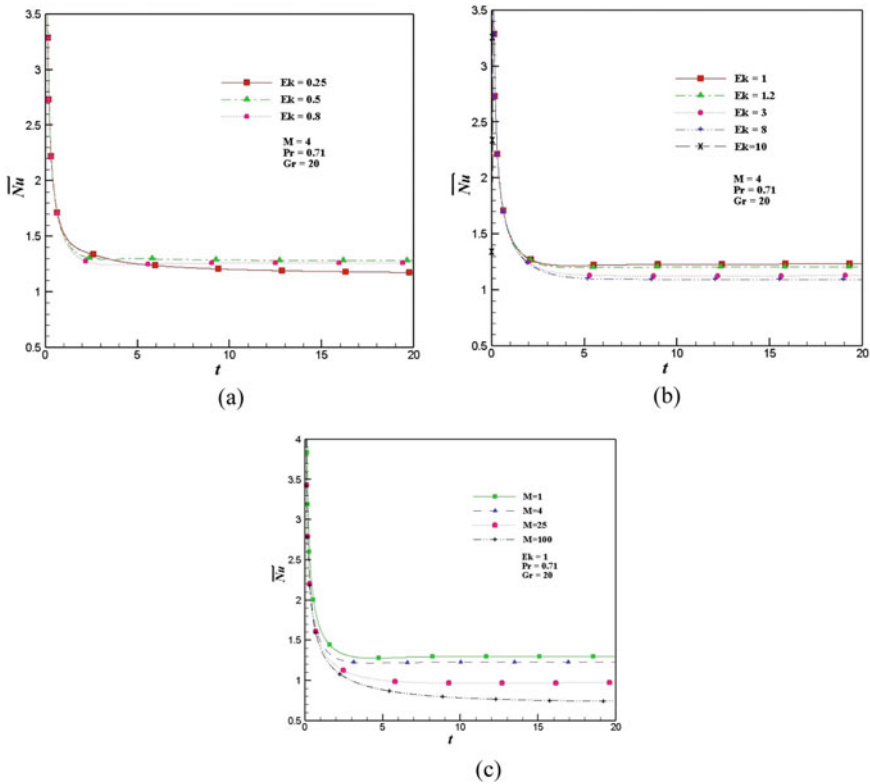 3.5
3
2.5
2
1.5
1
0.5
Nu
Ek = 0.25
Ek = 0.5
Ek = 0.8
M = 4
Pr = 0.71
Gr = 20
0
5
10
15
20
t
(a)
3.5
3
2.5
2
1.5
1
0.5
Nu
Ek = 1
Ek = 1.2
Ek = 3
Ek = 8
Ek=10
M = 4
Pr = 0.71
Gr = 20
0
5
10
15
20
t
(b)
4
3.5
3
2.5
2
1.5
1
0.5
Nu
M=1
M=4
M=25
M=100
Ek = 1
Pr = 0.71
Gr = 20
0
5
10
15
20
t
(c)